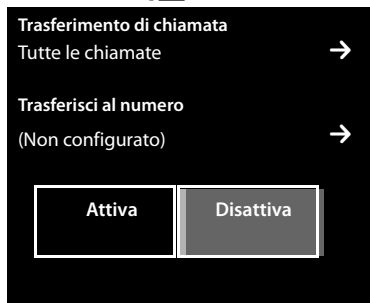 Trasferimento di chiamata
Tutte le chiamate
Trasferisci al numero
(Non configurato)
Attiva Disattiva